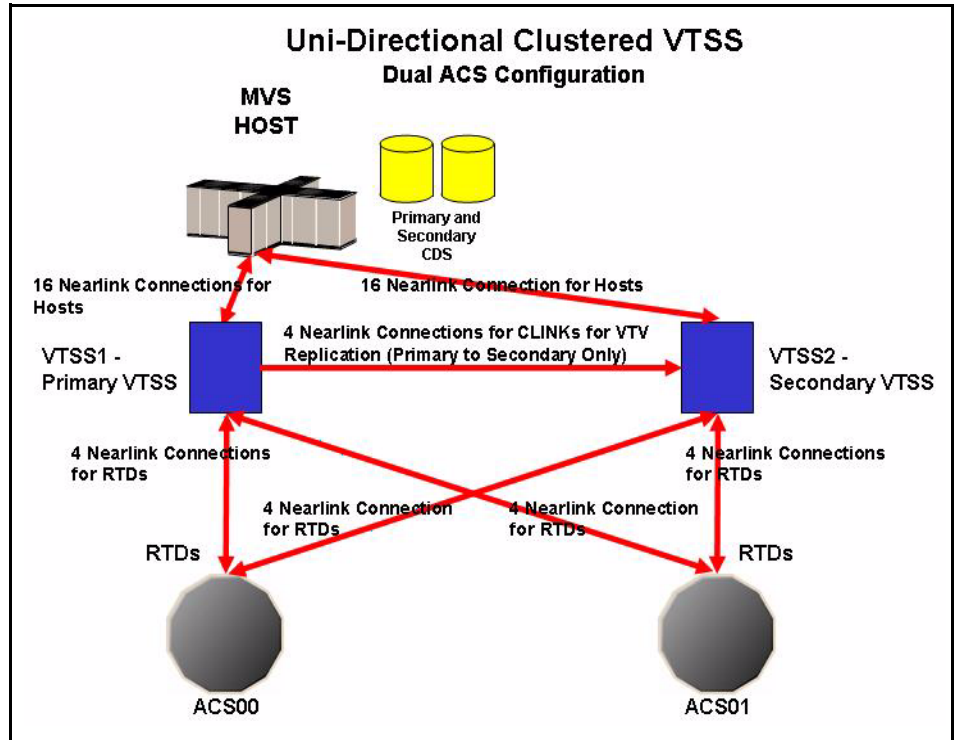 Uni-Directional Clustered VTSS
Dual ACS Configuration
MVS
HOST
Primary and
Secondary
CDS
16 Nearlink Connections for
Hosts
16 Nearlink Connection for Hosts
4 Nearlink Connections for CLINKs for VTV
Replication (Primary to Secondary Only)
VTSS1 -
Primary VTSS
VTSS2 -
Secondary VTSS
4 Nearlink Connections
for RTDs
4 Nearlink Connections
for RTDs
4 Nearlink Connection
for RTDs
4 Nearlink Connection
for RTDs
RTDs
RTDs
ACS00
ACS01